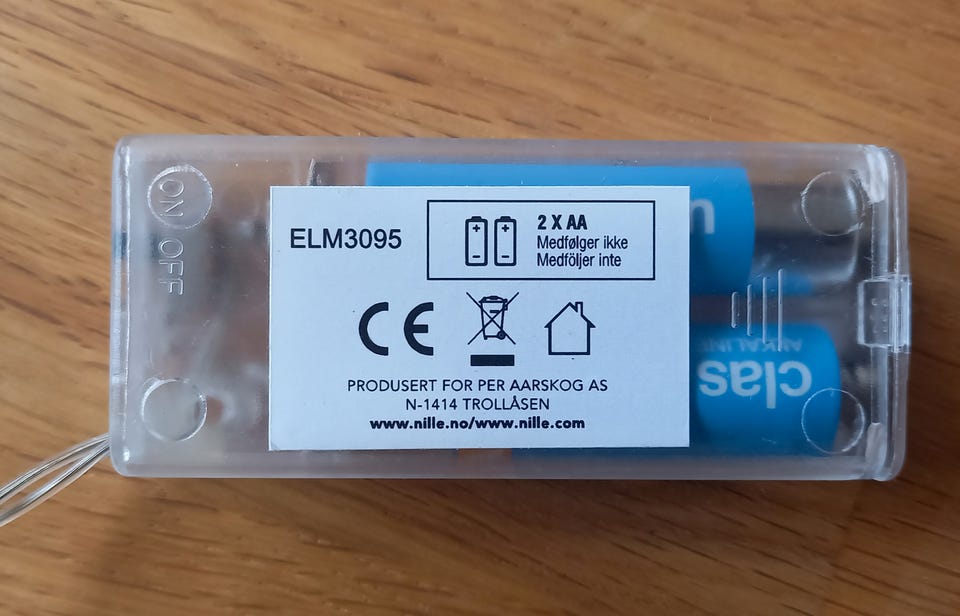 ON OFF
ELM3095
2 X AA
Medfølger ikke
Medföljer inte
CE
PRODUSERT FOR PER AARSKOG AS
N-1414 TROLLÅSEN
www.nille.no/www.nille.com
u
clas
ALKALINE